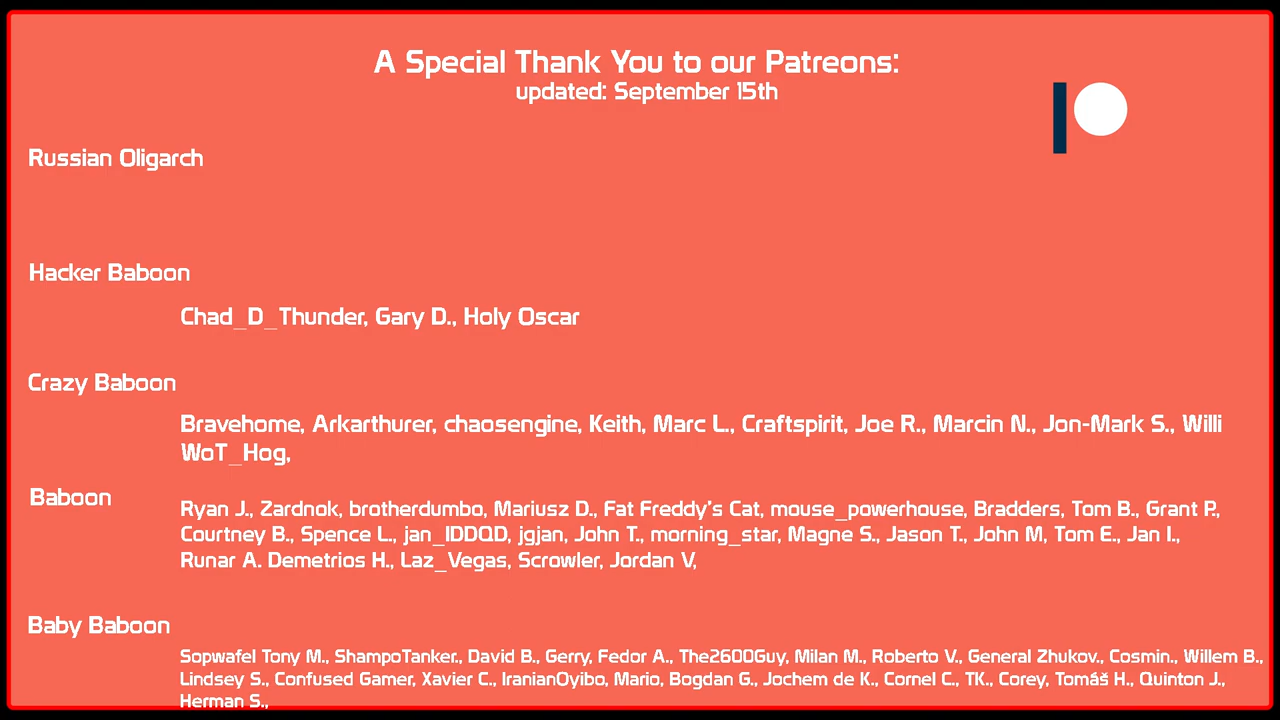 A Special Thank You to our Patreons:
updated: September 15th
Russian Oligarch
Hacker Baboon
Chad_D_Thunder, Gary D., Holy Oscar
Crazy Baboon
Bravehome, Arkarthurer, chaosengine, Keith, Marc L., Craftspirit, Joe R., Marcin N., Jon-Mark S., Willi
WoT_Hog,
Baboon
Ryan J., Zardnok, brotherdumbo, Mariusz D., Fat Freddy's Cat, mouse_powerhouse, Bradders, Tom B., Grant P.,
Courtney B., Spence L., jan_IDDQD, jgjan, John T., morning_star, Magne S., Jason T., John M, Tom E., Jan I.,
Runar A. Demetrios H., Laz_Vegas, Scrowler, Jordan V,
Baby Baboon
Sopwafel Tony M., ShampoTanker., David B., Gerry, Fedor A., The2600Guy, Milan M., Roberto V., General Zhukov., Cosmin., Willem B.,
Lindsey S., Confused Gamer, Xavier C., IranianOyibo, Mario, Bogdan G., Jochem de K., Cornel C., TK., Corey, Tomáš H., Quinton J.,
Herman S.,